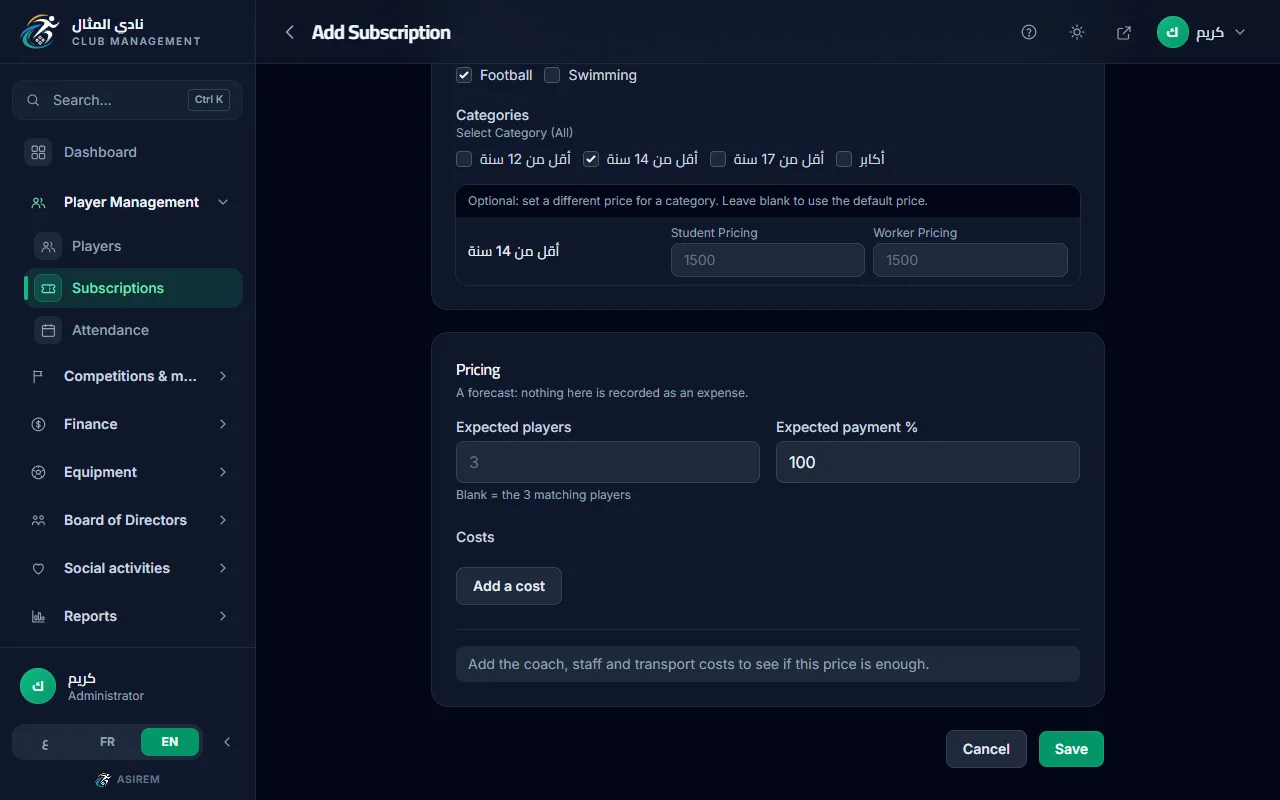 نادي المثال
CLUB MANAGEMENT
Add Subscription
ك
كريم
Search...
Ctrl K
Dashboard
Player Management
Players
Subscriptions
Attendance
Competitions & m...
Finance
Equipment
Board of Directors
Social activities
Reports
ك
كريم
Administrator
ع
FR
EN
ASIREM
Football
Swimming
Categories
Select Category (All)
أقل من 12 سنة
أقل من 14 سنة
أقل من 17 سنة
أكابر
Optional: set a different price for a category. Leave blank to use the default price.
أقل من 14 سنة
Student Pricing
1500
Worker Pricing
1500
Pricing
A forecast: nothing here is recorded as an expense.
Expected players
3
Blank = the 3 matching players
Expected payment %
100
Costs
Add a cost
Add the coach, staff and transport costs to see if this price is enough.
Cancel
Save